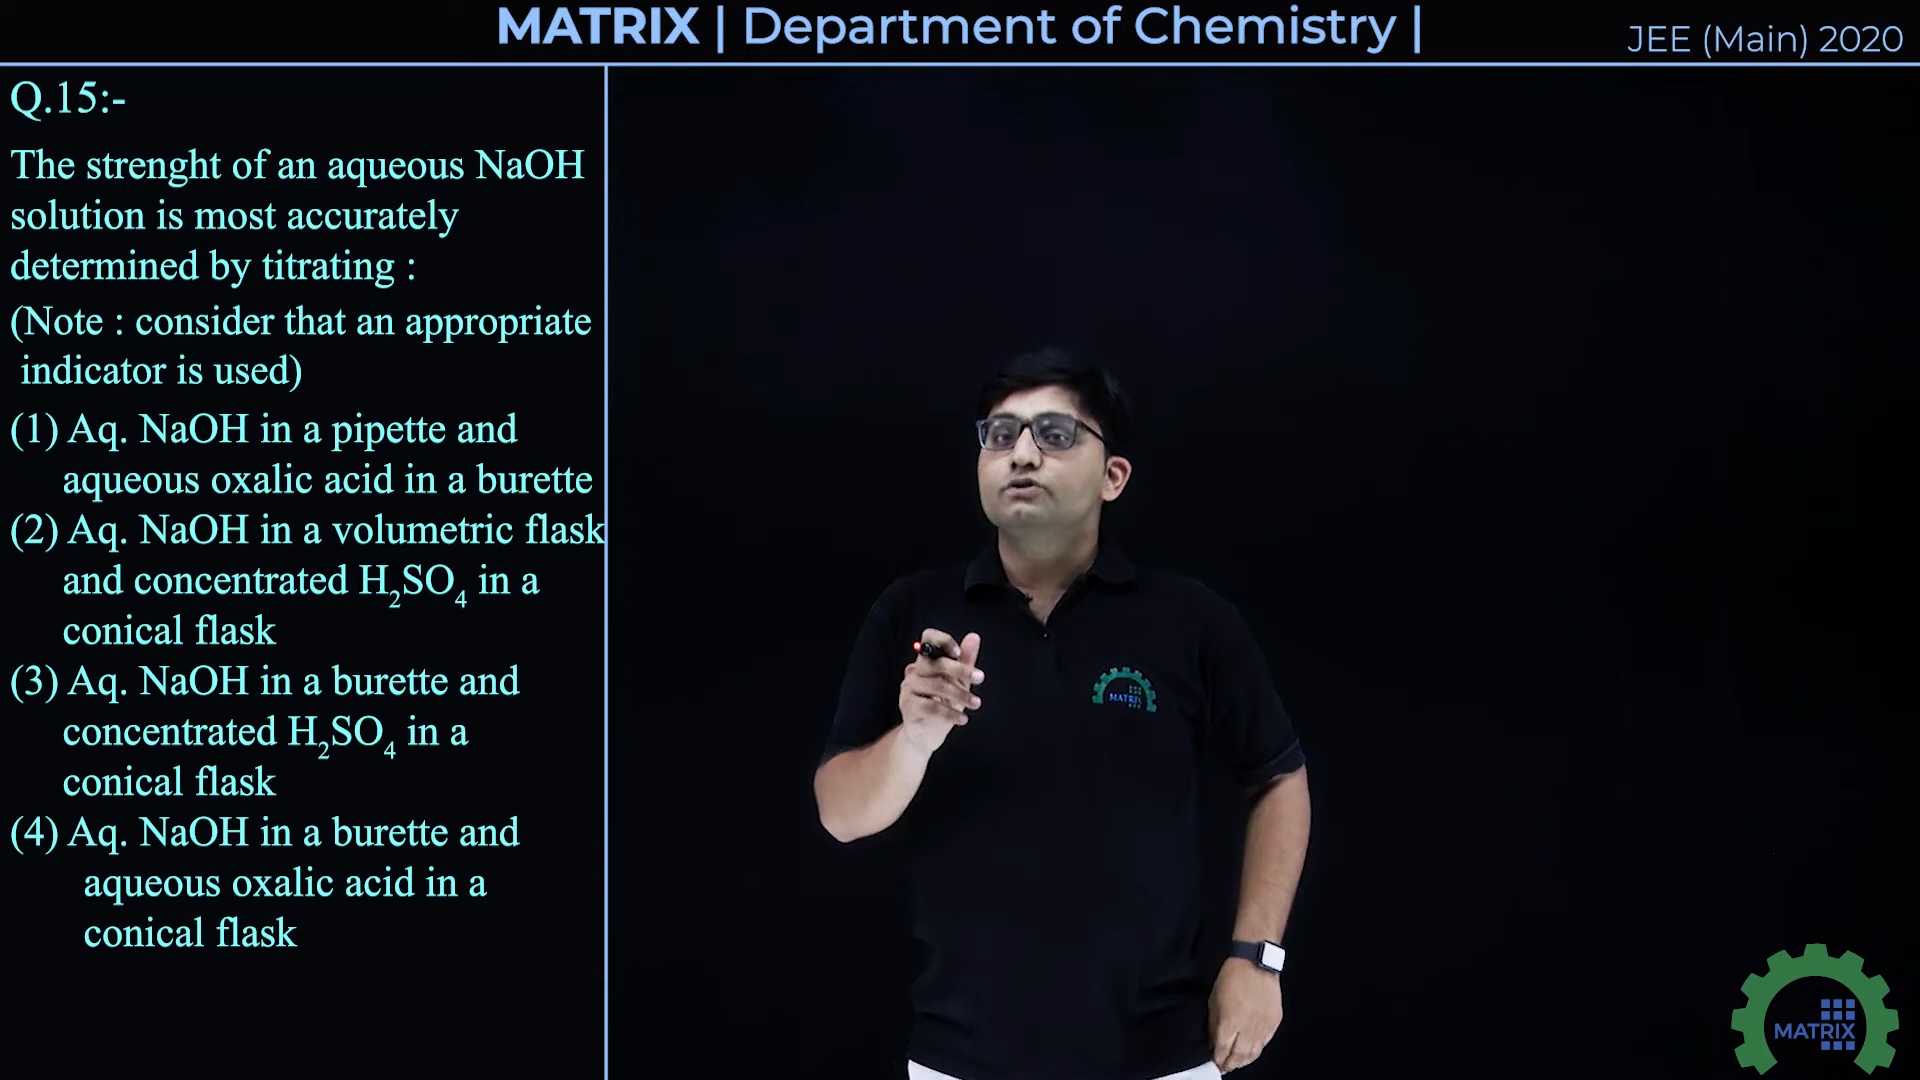 MATRIX | Department of Chemistry |
JEE (Main) 2020
Q.15:-
The strenght of an aqueous NaOH
solution is most accurately
determined by titrating :
(Note : consider that an appropriate
indicator is used)
(1) Aq. NaOH in a pipette and
aqueous oxalic acid in a burette
(2) Aq. NaOH in a volumetric flask
and concentrated H₂SO₄ in a
conical flask
(3) Aq. NaOH in a burette and
concentrated H₂SO₄ in a
conical flask
(4) Aq. NaOH in a burette and
aqueous oxalic acid in a
conical flask
MATRIX
MATRIX